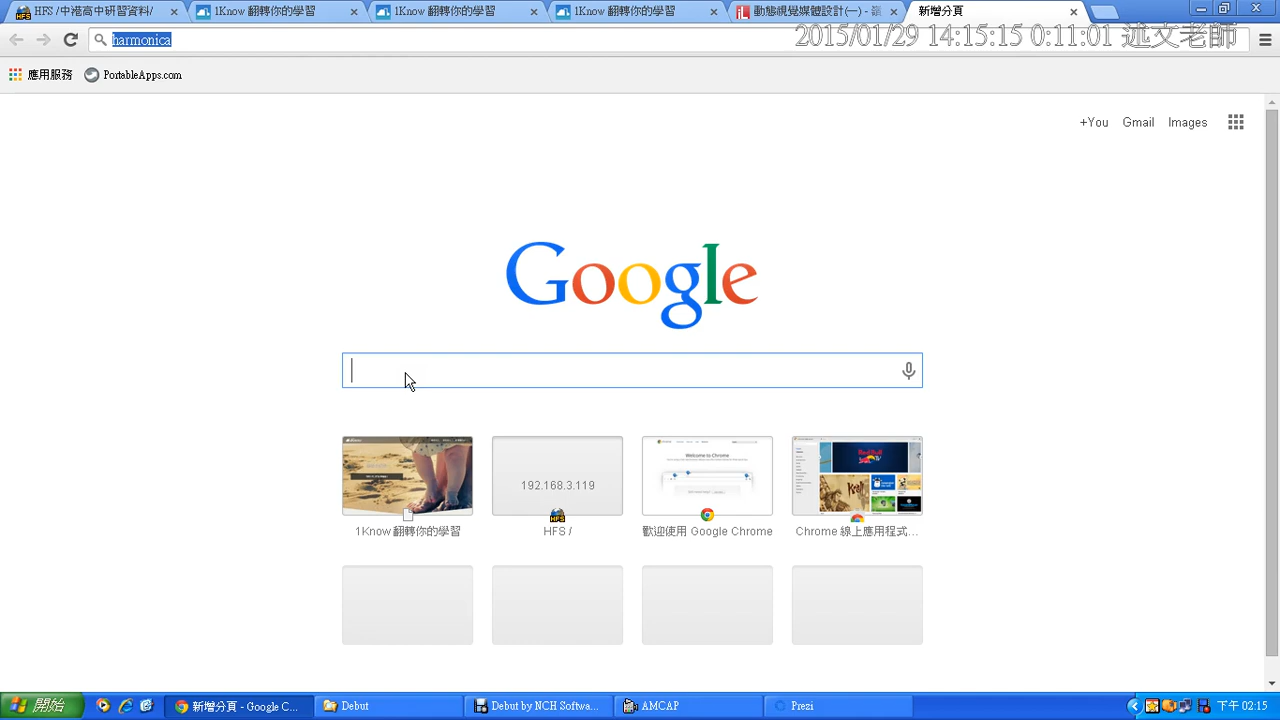 HFS /中港高中研習資料/
1Know 翻轉你的學習
1Know 翻轉你的學習
1Know 翻轉你的學習
動態視覺媒體設計(一) -
新增分頁
harmonica
2015/01/29 14:15:15 0:11:01 述文老師
應用服務
PortableApps.com
+You
Gmail
Images
Google
192.168.3.119
Welcome to Chrome
Red Bull TV
1Know 翻轉你的學習
HFS /
歡迎使用 Google Chrome
Chrome 線上應用程式...
開始
新增分頁 - Google C...
Debut
Debut by NCH Softwa...
AMCAP
Prezi
下午 02:15